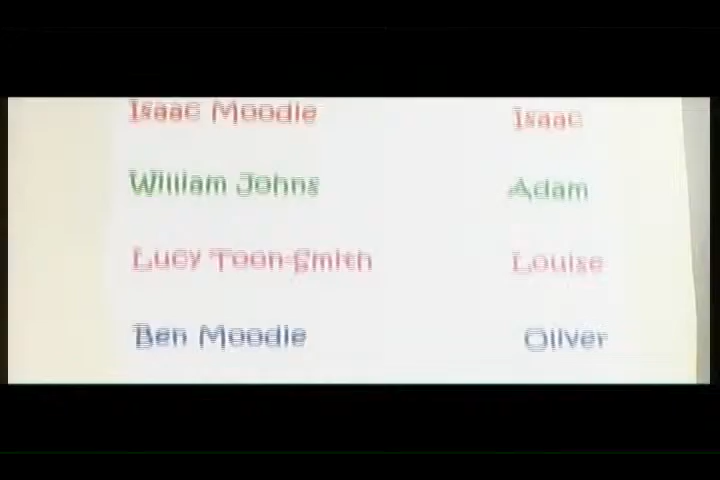 Isaac Moodie Isaac
William Johns Adam
Lucy Toon-Smith Louise
Ben Moodie Oliver